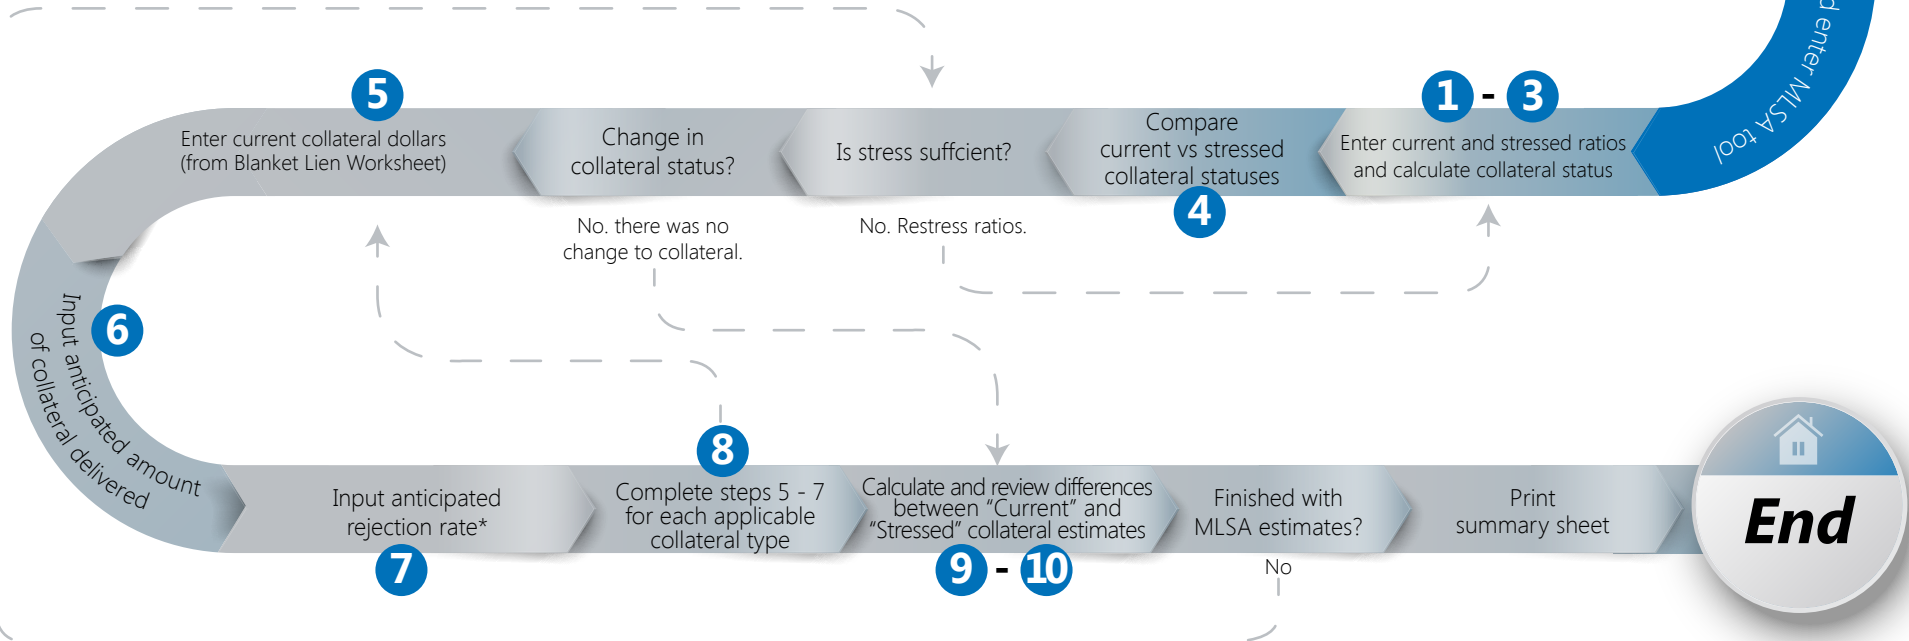 d enter MLSA tool
1 - 3
Enter current and stressed ratios
and calculate collateral status
Compare
current vs stressed
collateral statuses
4
Is stress suffcient?
No. Restress ratios.
Change in
collateral status?
No. there was no
change to collateral.
5
Enter current collateral dollars
(from Blanket Lien Worksheet)
6
Input anticipated amount
of collateral delivered
Input anticipated
rejection rate*
7
8
Complete steps 5 - 7
for each applicable
collateral type
Calculate and review differences
between “Current” and
“Stressed” collateral estimates
9 - 10
Finished with
MLSA estimates?
No
Print
summary sheet
End